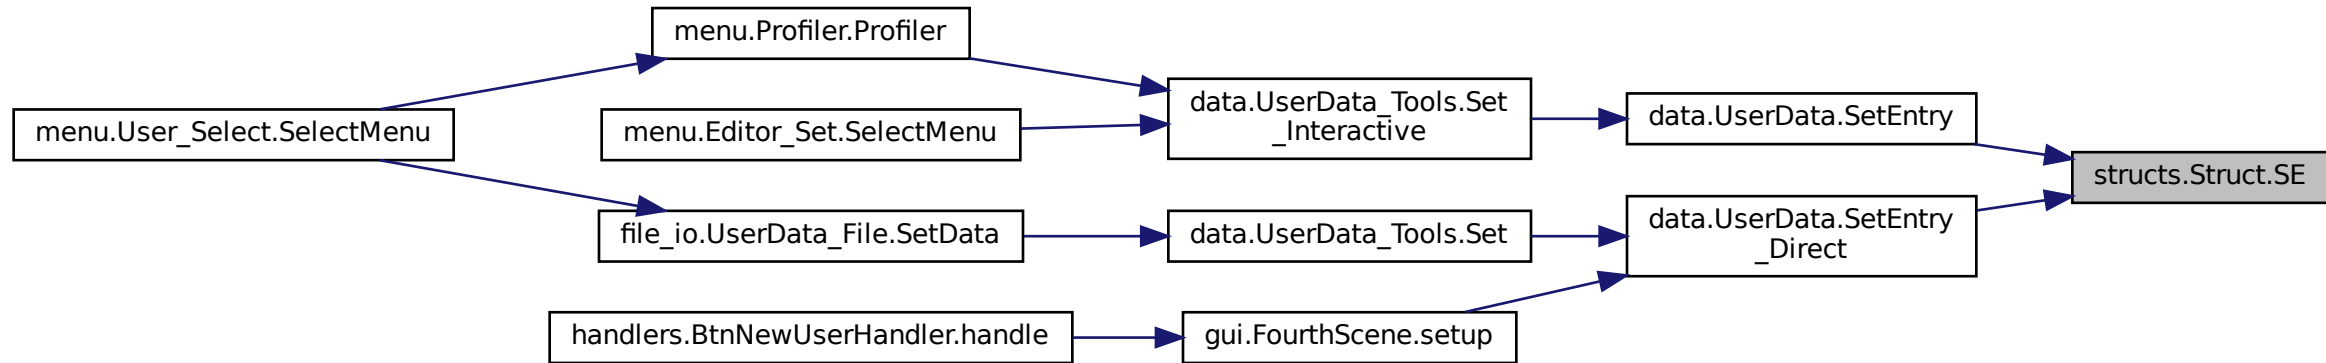 menu.Profiler.Profiler
menu.User_Select.SelectMenu
menu.Editor_Set.SelectMenu
data.UserData_Tools.Set
_Interactive
data.UserData.SetEntry
structs.Struct.SE
file_io.UserData_File.SetData
data.UserData_Tools.Set
data.UserData.SetEntry
_Direct
handlers.BtnNewUserHandler.handle
gui.FourthScene.setup